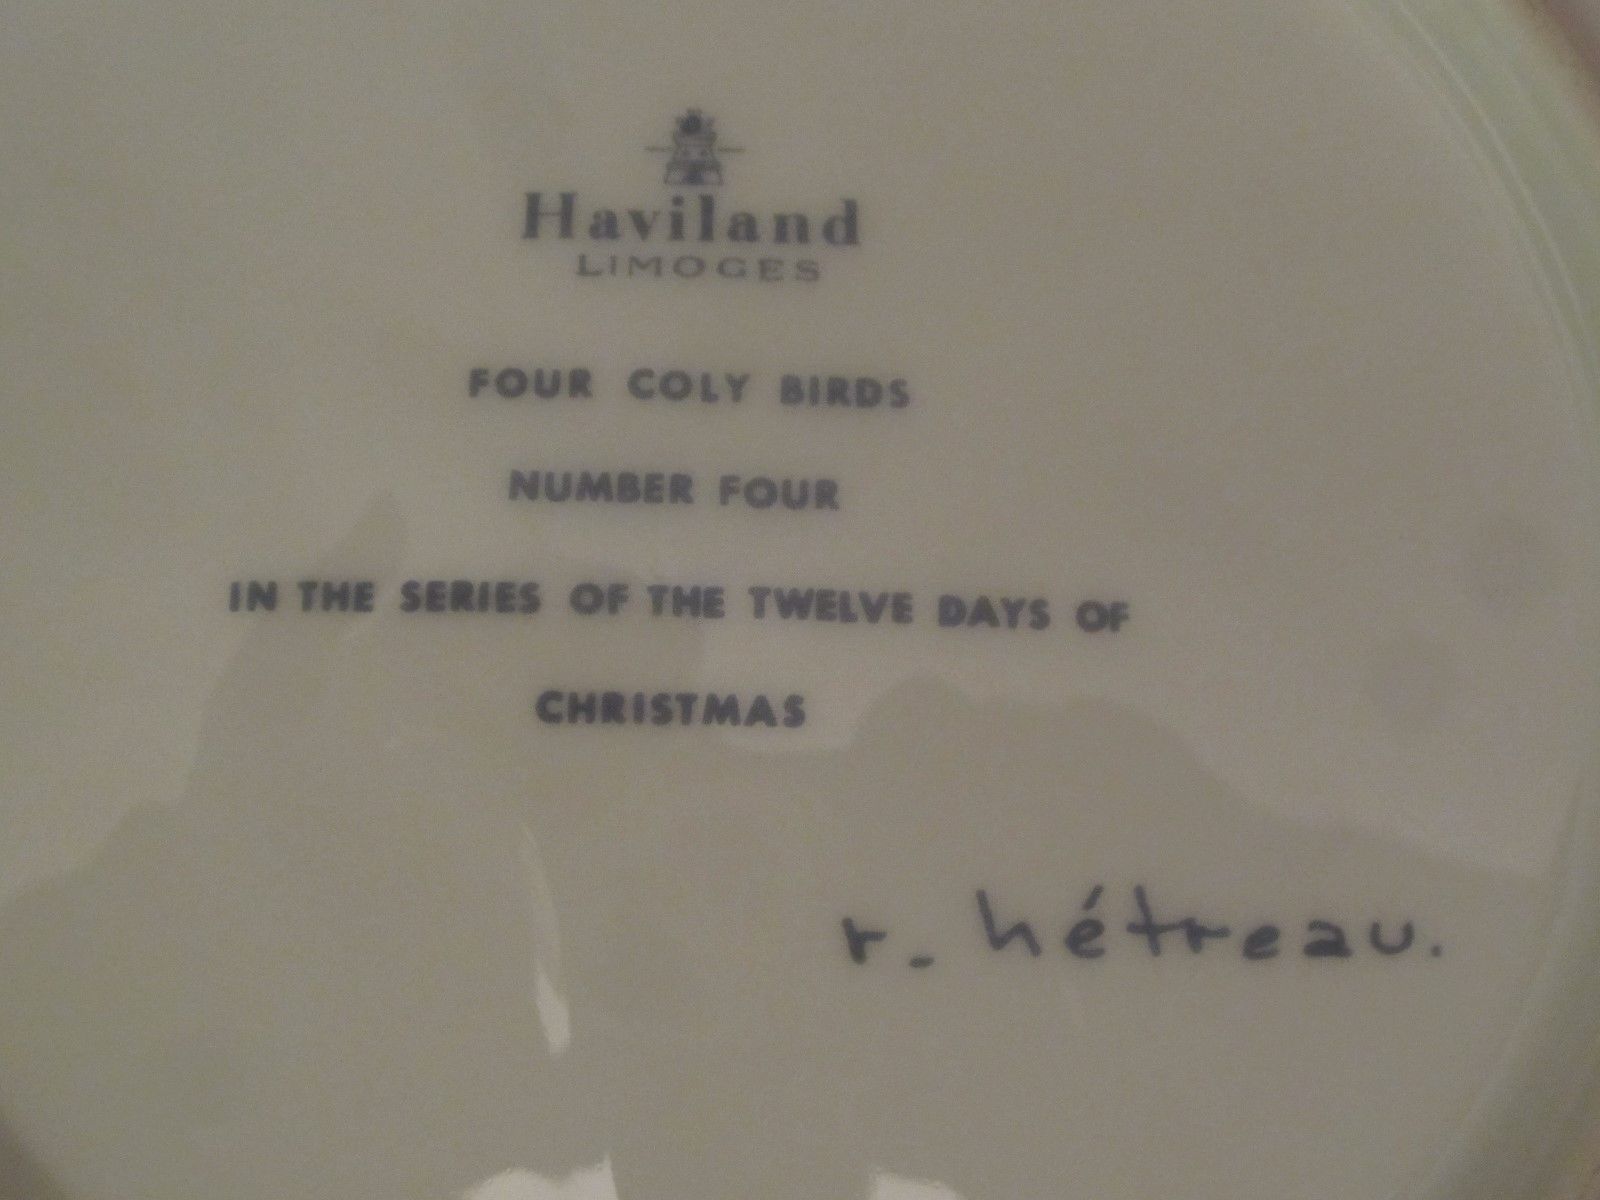 Haviland
LIMOGES
FOUR COLY BIRDS
NUMBER FOUR
IN THE SERIES OF THE TWELVE DAYS OF
CHRISTMAS
r. hétreau.